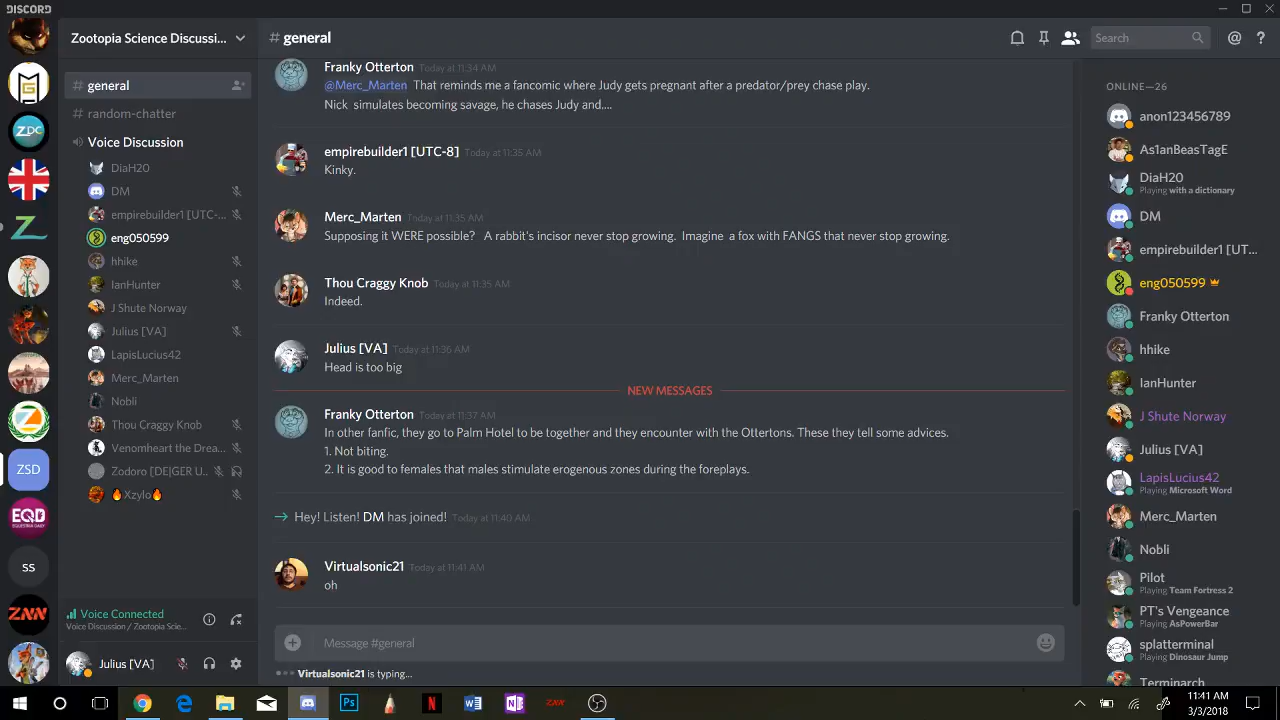 DISCORD
Zootopia Science Discussi...
# general
Search
# general
# random-chatter
Voice Discussion
DiaH20
DM
empirebuilder1 [UTC-...
eng050599
hhike
IanHunter
J Shute Norway
Julius [VA]
LapisLucius42
Merc_Marten
Nobli
Thou Craggy Knob
Venomheart the Drea...
Zodoro [DE|GER U...
🔥Xzylo🔥
Voice Connected
Voice Discussion / Zootopia Scie...
Julius [VA]
ZDC
ZSD
EQD
EQUESTRIA DAILY
ss
ZNN
Franky Otterton Today at 11:34 AM
@Merc_Marten That reminds me a fancomic where Judy gets pregnant after a predator/prey chase play.
Nick simulates becoming savage, he chases Judy and....
empirebuilder1 [UTC-8] Today at 11:35 AM
Kinky.
Merc_Marten Today at 11:35 AM
Supposing it WERE possible? A rabbit's incisor never stop growing. Imagine a fox with FANGS that never stop growing.
Thou Craggy Knob Today at 11:35 AM
Indeed.
Julius [VA] Today at 11:36 AM
Head is too big
NEW MESSAGES
Franky Otterton Today at 11:37 AM
In other fanfic, they go to Palm Hotel to be together and they encounter with the Ottertons. These they tell some advices.
1. Not biting.
2. It is good to females that males stimulate erogenous zones during the foreplays.
Hey! Listen! DM has joined! Today at 11:40 AM
Virtualsonic21 Today at 11:41 AM
oh
Message #general
Virtualsonic21 is typing...
ONLINE—26
anon123456789
As1anBeasTagE
DiaH20
Playing with a dictionary
DM
empirebuilder1 [UT...
eng050599
Franky Otterton
hhike
IanHunter
J Shute Norway
Julius [VA]
LapisLucius42
Playing Microsoft Word
Merc_Marten
Nobli
Pilot
Playing Team Fortress 2
PT's Vengeance
Playing AsPowerBar
splatterminal
Playing Dinosaur Jump
Terminarch
Ps
N
ZNN
11:41 AM
3/3/2018